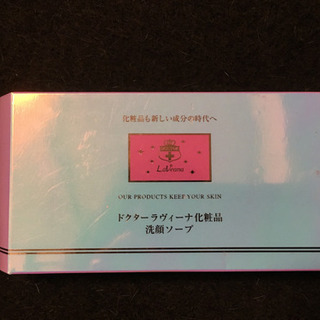 化粧品も新しい成分の時代へ
OUR PRODUCTS KEEP YOUR SKIN
ドクターラヴィーナ化粧品
洗顔ソープ